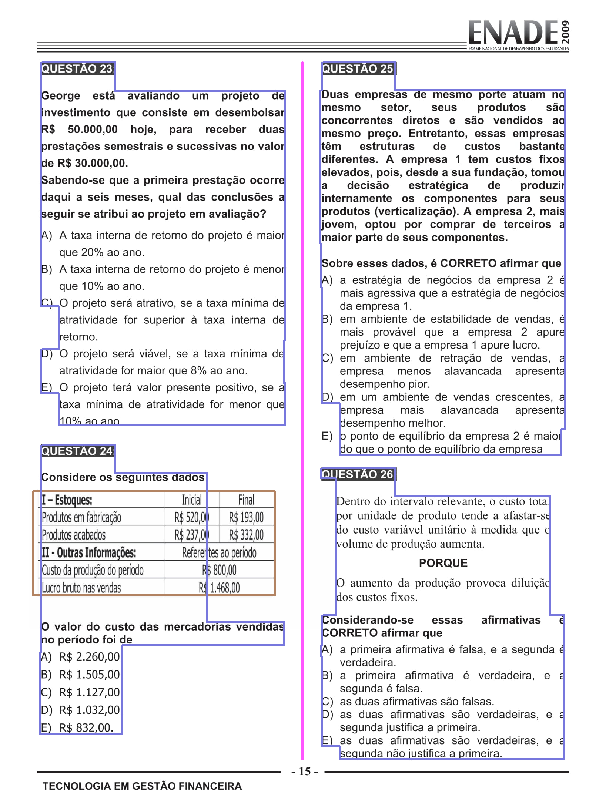 ENADE 2009
EXAME NACIONAL DE DESEMPENHO DOS ESTUDANTES
QUESTÃO 23
George está avaliando um projeto de
investimento que consiste em desembolsar
R$ 50.000,00 hoje, para receber duas
prestações semestrais e sucessivas no valor
de R$ 30.000,00.
Sabendo-se que a primeira prestação ocorre
daqui a seis meses, qual das conclusões a
seguir se atribui ao projeto em avaliação?
A) A taxa interna de retorno do projeto é maior
que 20% ao ano.
B) A taxa interna de retorno do projeto é menor
que 10% ao ano.
C) O projeto será atrativo, se a taxa mínima de
atratividade for superior à taxa interna de
retorno.
D) O projeto será viável, se a taxa mínima de
atratividade for maior que 8% ao ano.
E) O projeto terá valor presente positivo, se a
taxa mínima de atratividade for menor que
10% ao ano
QUESTÃO 24
Considere os seguintes dados
I – Estoques: Inicial Final
Produtos em fabricação R$ 520,00 R$ 193,00
Produtos acabados R$ 237,00 R$ 332,00
II - Outras Informações: Referentes ao período
Custo da produção do período R$ 800,00
Lucro bruto nas vendas R$ 1.468,00
O valor do custo das mercadorias vendidas
no período foi de
A) R$ 2.260,00
B) R$ 1.505,00
C) R$ 1.127,00
D) R$ 1.032,00
E) R$ 832,00.
QUESTÃO 25
Duas empresas de mesmo porte atuam no
mesmo setor, seus produtos são
concorrentes diretos e são vendidos ao
mesmo preço. Entretanto, essas empresas
têm estruturas de custos bastante
diferentes. A empresa 1 tem custos fixos
elevados, pois, desde a sua fundação, tomou
a decisão estratégica de produzir
internamente os componentes para seus
produtos (verticalização). A empresa 2, mais
jovem, optou por comprar de terceiros a
maior parte de seus componentes.
Sobre esses dados, é CORRETO afirmar que
A) a estratégia de negócios da empresa 2 é
mais agressiva que a estratégia de negócios
da empresa 1.
B) em ambiente de estabilidade de vendas, é
mais provável que a empresa 2 apure
prejuízo e que a empresa 1 apure lucro.
C) em ambiente de retração de vendas, a
empresa menos alavancada apresenta
desempenho pior.
D) em um ambiente de vendas crescentes, a
empresa mais alavancada apresenta
desempenho melhor.
E) o ponto de equilíbrio da empresa 2 é maior
do que o ponto de equilíbrio da empresa
QUESTÃO 26
Dentro do intervalo relevante, o custo total
por unidade de produto tende a afastar-se
do custo variável unitário à medida que o
volume de produção aumenta.
PORQUE
O aumento da produção provoca diluição
dos custos fixos.
Considerando-se essas afirmativas é
CORRETO afirmar que
A) a primeira afirmativa é falsa, e a segunda é
verdadeira.
B) a primeira afirmativa é verdadeira, e a
segunda é falsa.
C) as duas afirmativas são falsas.
D) as duas afirmativas são verdadeiras, e a
segunda justifica a primeira.
E) as duas afirmativas são verdadeiras, e a
segunda não justifica a primeira.
- 15 -
TECNOLOGIA EM GESTÃO FINANCEIRA